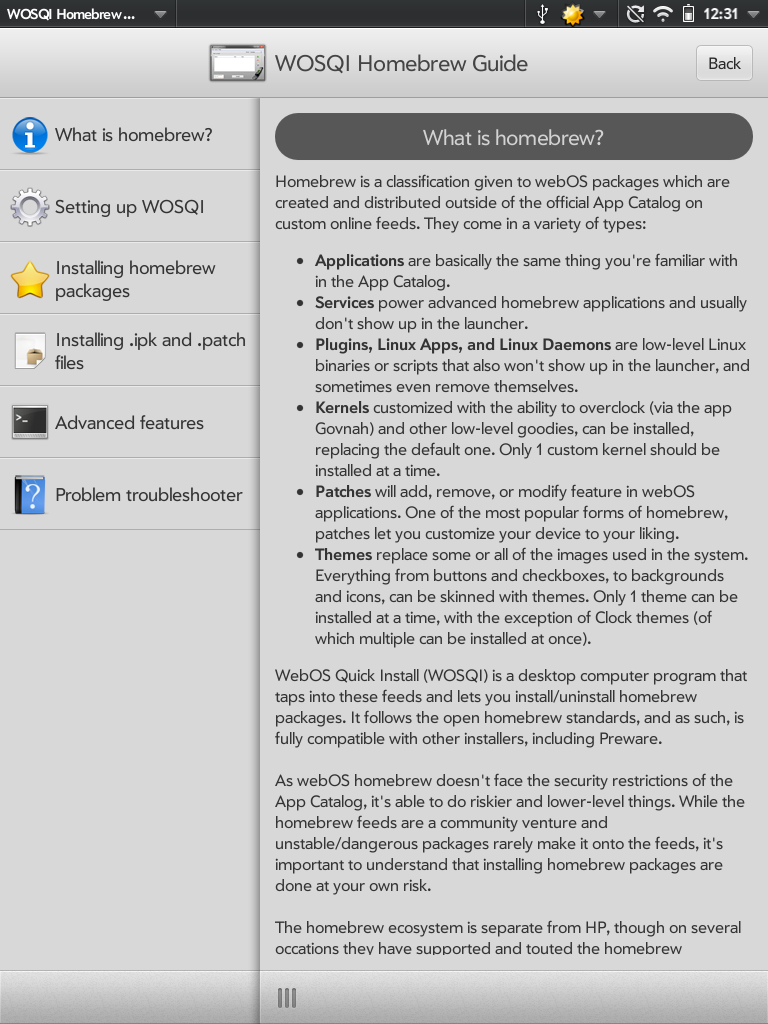 WOSQI Homebrew...
12:31
WOSQI Homebrew Guide
Back
What is homebrew?
Setting up WOSQI
Installing homebrew
packages
Installing .ipk and .patch
files
Advanced features
Problem troubleshooter
What is homebrew?
Homebrew is a classification given to webOS packages which are
created and distributed outside of the official App Catalog on
custom online feeds. They come in a variety of types:
• Applications are basically the same thing you're familiar with
in the App Catalog.
• Services power advanced homebrew applications and usually
don't show up in the launcher.
• Plugins, Linux Apps, and Linux Daemons are low-level Linux
binaries or scripts that also won't show up in the launcher, and
sometimes even remove themselves.
• Kernels customized with the ability to overclock (via the app
Govnah) and other low-level goodies, can be installed,
replacing the default one. Only 1 custom kernel should be
installed at a time.
• Patches will add, remove, or modify feature in webOS
applications. One of the most popular forms of homebrew,
patches let you customize your device to your liking.
• Themes replace some or all of the images used in the system.
Everything from buttons and checkboxes, to backgrounds
and icons, can be skinned with themes. Only 1 theme can be
installed at a time, with the exception of Clock themes (of
which multiple can be installed at once).
WebOS Quick Install (WOSQI) is a desktop computer program that
taps into these feeds and lets you install/uninstall homebrew
packages. It follows the open homebrew standards, and as such, is
fully compatible with other installers, including Preware.
As webOS homebrew doesn't face the security restrictions of the
App Catalog, it's able to do riskier and lower-level things. While the
homebrew feeds are a community venture and
unstable/dangerous packages rarely make it onto the feeds, it's
important to understand that installing homebrew packages are
done at your own risk.
The homebrew ecosystem is separate from HP, though on several
occations they have supported and touted the homebrew